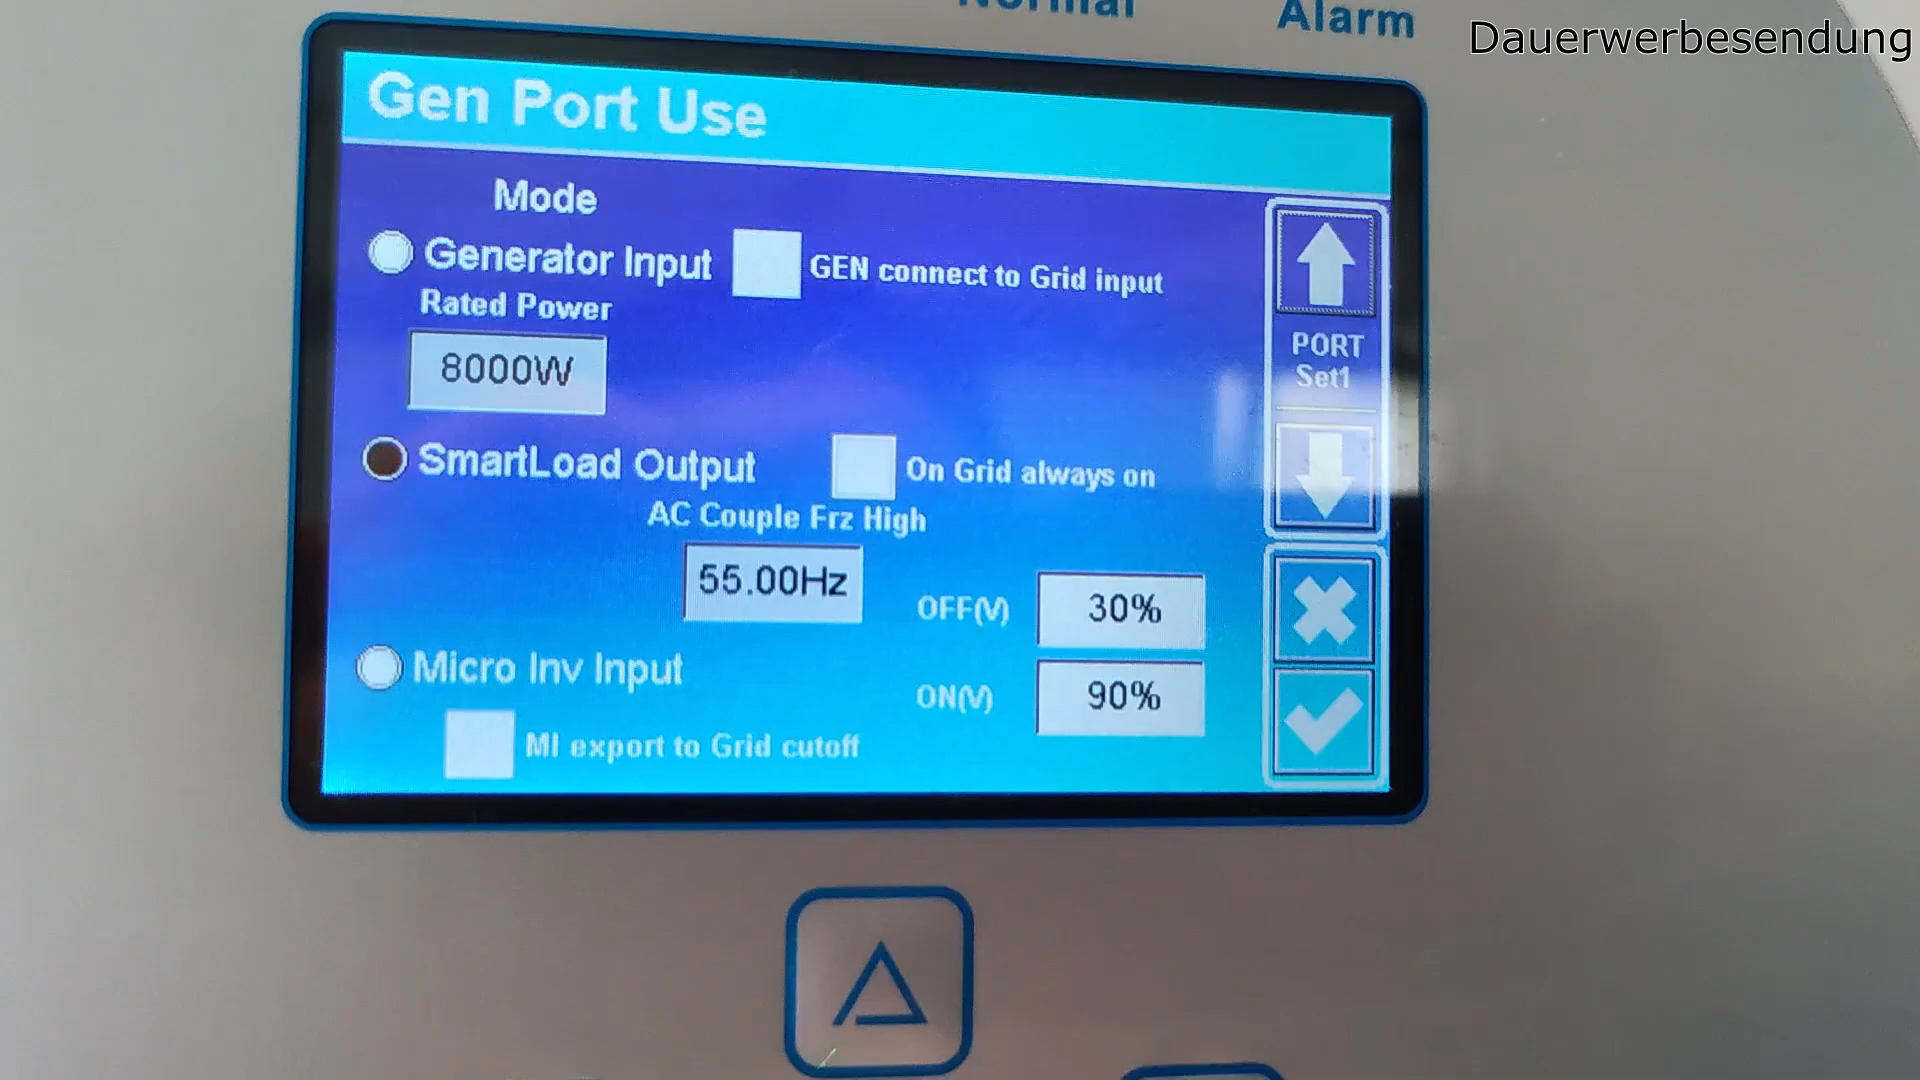 Normal
Alarm
Dauerwerbesendung
Gen Port Use
Mode
Generator Input
GEN connect to Grid input
Rated Power
8000W
PORT
Set1
SmartLoad Output
On Grid always on
AC Couple Frz High
55.00Hz
OFF(V)
30%
Micro Inv Input
ON(V)
90%
MI export to Grid cutoff